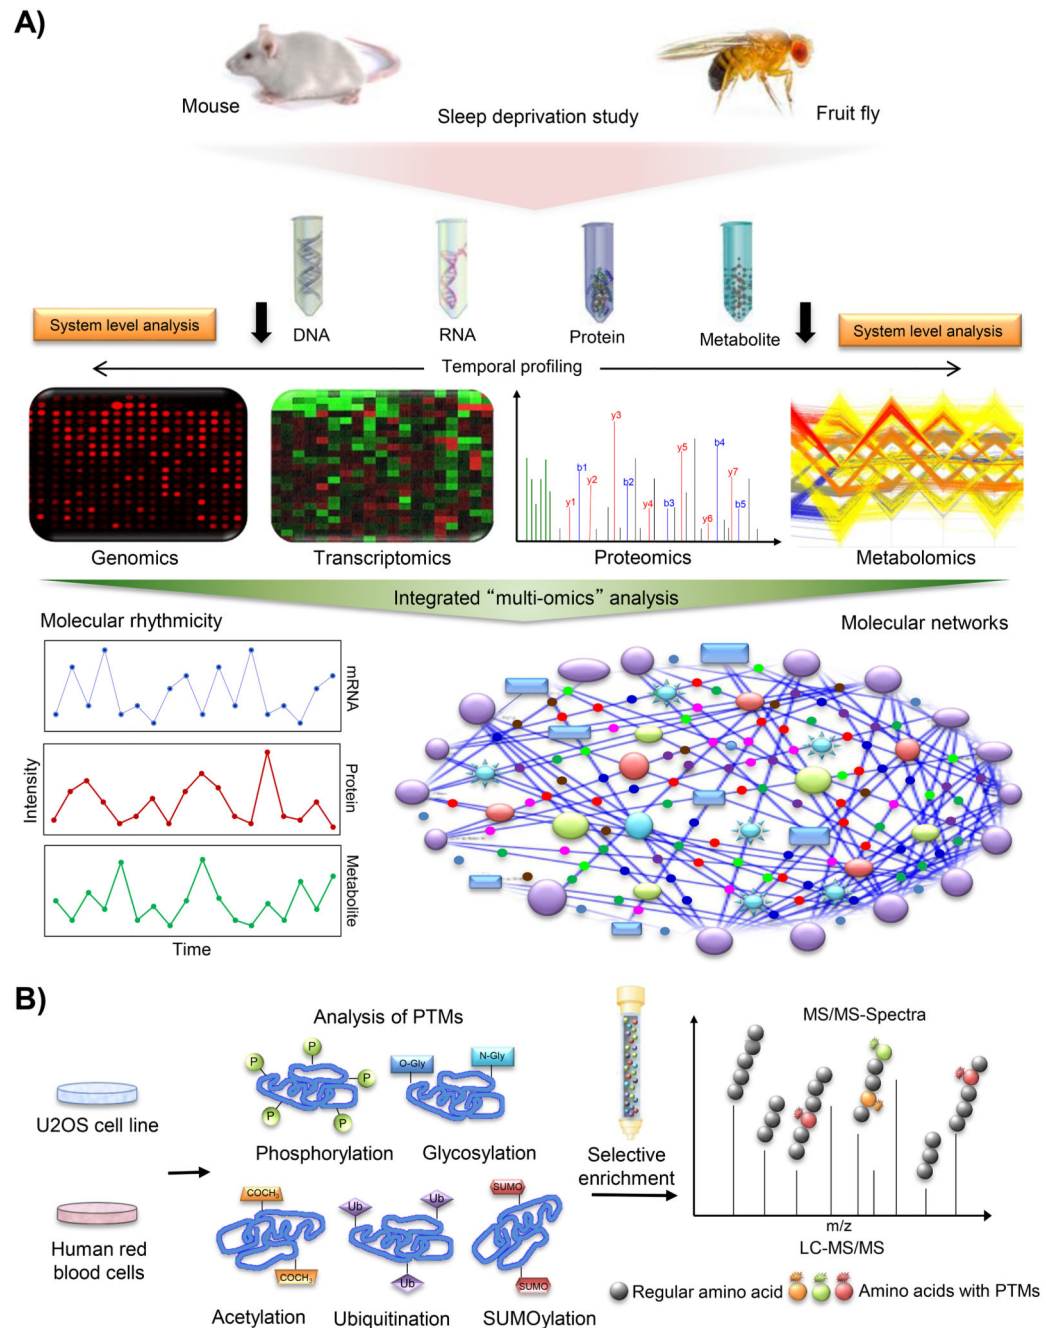 A)
Mouse
Sleep deprivation study
Fruit fly
System level analysis
DNA
RNA
Protein
Metabolite
System level analysis
Temporal profiling
y3
y5
b4
b1
y2
b2
y7
y1
y4
b3
y6
b5
Genomics
Transcriptomics
Proteomics
Metabolomics
Integrated “multi-omics” analysis
Molecular rhythmicity
Molecular networks
Intensity
mRNA
Protein
Metabolite
Time
B)
Analysis of PTMs
MS/MS-Spectra
U2OS cell line
Human red
blood cells
P
P
P
P
P
O-Gly
N-Gly
Phosphorylation
Glycosylation
COCH3
COCH3
Ub
Ub
Ub
SUMO
SUMO
Acetylation
Ubiquitination
SUMOylation
Selective
enrichment
m/z
LC-MS/MS
Regular amino acid
Amino acids with PTMs